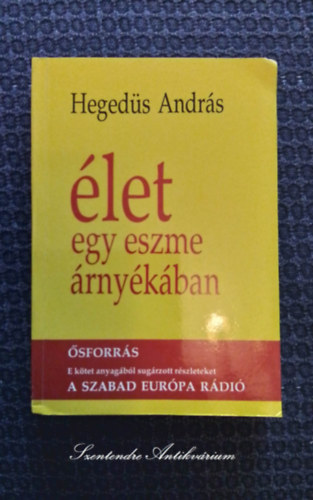 Hegedüs András
élet
egy eszme
árnyékában
ŐSFORRÁS
E kötet anyagából sugárzott részleteket
A SZABAD EURÓPA RÁDIÓ
Szentendre Antikvárium